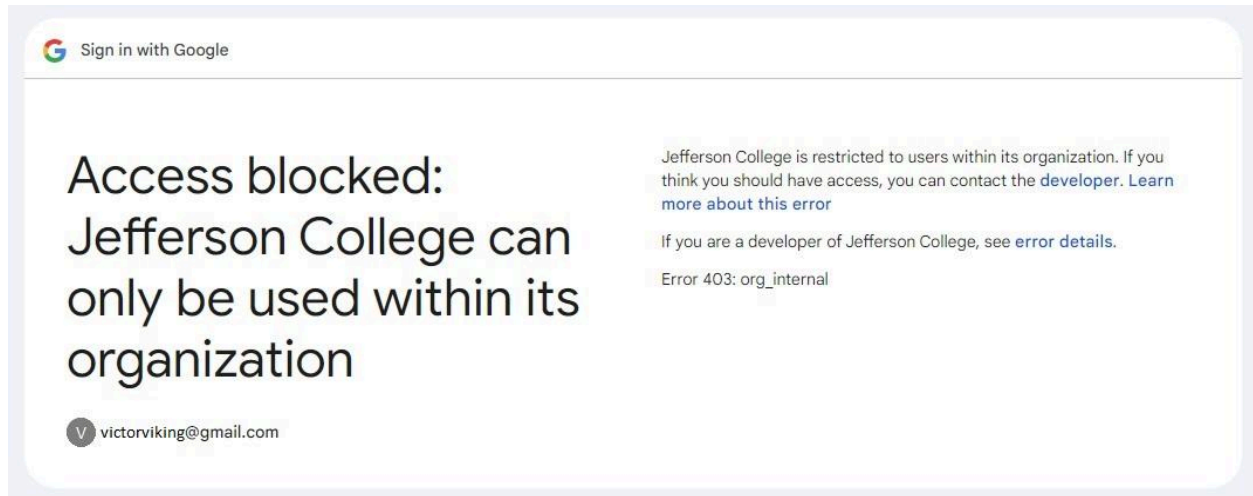 Sign in with Google
Access blocked:
Jefferson College can
only be used within its
organization
V victorviking@gmail.com
Jefferson College is restricted to users within its organization. If you
think you should have access, you can contact the developer. Learn
more about this error
If you are a developer of Jefferson College, see error details.
Error 403: org_internal